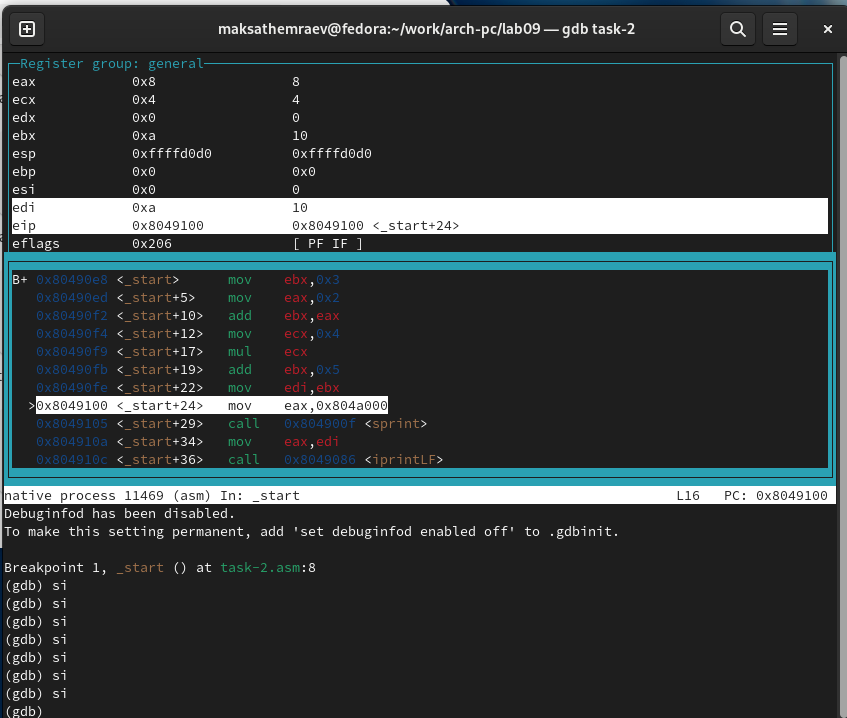 maksathemraev@fedora:~/work/arch-pc/lab09 — gdb task-2
Register group: general
eax 0x8 8
ecx 0x4 4
edx 0x0 0
ebx 0xa 10
esp 0xffffd0d0 0xffffd0d0
ebp 0x0 0x0
esi 0x0 0
edi 0xa 10
eip 0x8049100 0x8049100 <_start+24>
eflags 0x206 [ PF IF ]
B+ 0x80490e8 <_start> mov ebx,0x3
0x80490ed <_start+5> mov eax,0x2
0x80490f2 <_start+10> add ebx,eax
0x80490f4 <_start+12> mov ecx,0x4
0x80490f9 <_start+17> mul ecx
0x80490fb <_start+19> add ebx,0x5
0x80490fe <_start+22> mov edi,ebx
>0x8049100 <_start+24> mov eax,0x804a000
0x8049105 <_start+29> call 0x804900f <sprint>
0x804910a <_start+34> mov eax,edi
0x804910c <_start+36> call 0x8049086 <iprintLF>
native process 11469 (asm) In: _start L16 PC: 0x8049100
Debuginfod has been disabled.
To make this setting permanent, add 'set debuginfod enabled off' to .gdbinit.
Breakpoint 1, _start () at task-2.asm:8
(gdb) si
(gdb) si
(gdb) si
(gdb) si
(gdb) si
(gdb) si
(gdb) si
(gdb)